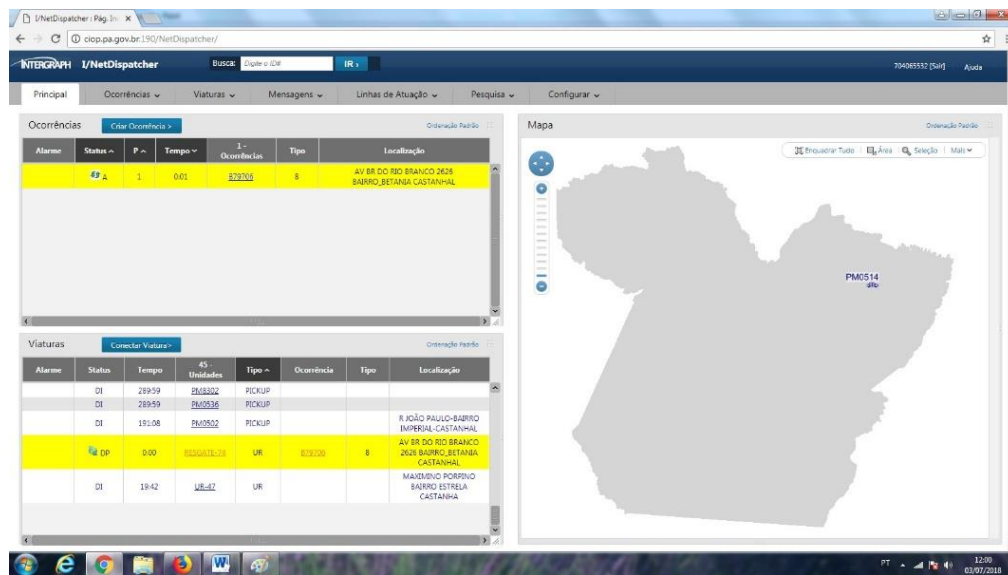 I/NetDispatcher : Pág. In
ciop.pa.gov.br:190/NetDispatcher/
INTERGRAPH I/NetDispatcher
Busca: Digite o ID#
IR ›
704065532 [Sair] Ajuda
Principal Ocorrências Viaturas Mensagens Linhas de Atuação Pesquisa Configurar
Ocorrências Criar Ocorrência > Ordenação Padrão
Alarme Status P Tempo 1 - Ocorrências Tipo Localização
A 1 0:01 879706 8 AV BR DO RIO BRANCO 2626
BAIRRO_BETANIA CASTANHAL
Viaturas Conectar Viatura> Ordenação Padrão
Alarme Status Tempo 45 - Unidades Tipo Ocorrência Tipo Localização
DI 289:59 PM8302 PICKUP
DI 289:59 PM0536 PICKUP
DI 191:08 PM0502 PICKUP R JOÃO PAULO-BAIRRO
IMPERIAL-CASTANHAL
DP 0:00 RESGATE-74 UR 879706 8 AV BR DO RIO BRANCO
2626 BAIRRO_BETANIA
CASTANHAL
DI 19:42 UR-47 UR MAXIMINO PORPINO
BAIRRO ESTRELA
CASTANHA
Mapa Ordenação Padrão
Enquadrar Tudo Área Seleção Mais
PM0514
PT 12:00
03/07/2018